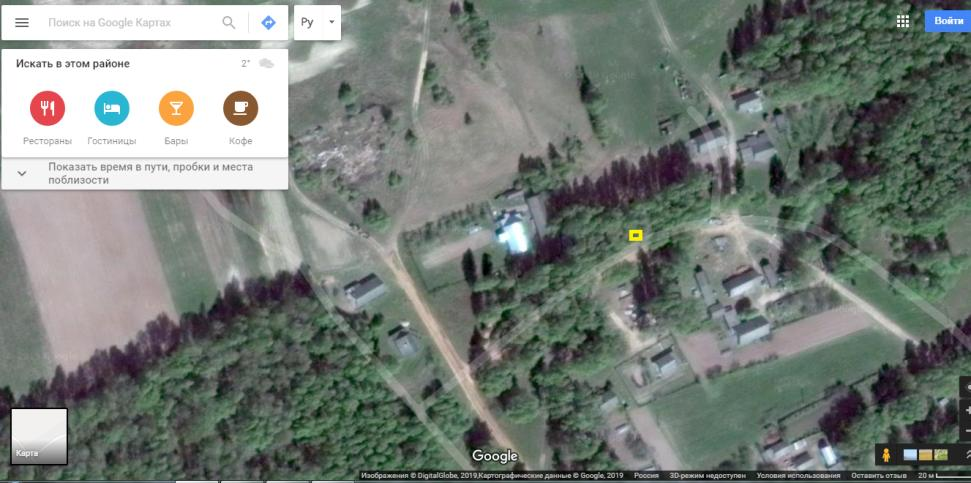 Поиск на Google Картах
Ру
Войти
Искать в этом районе
2°
Рестораны
Гостиницы
Бары
Кофе
Показать время в пути, пробки и места
поблизости
Карта
Google
Изображения © DigitalGlobe, 2019,Картографические данные © Google, 2019 Россия 3D-режим недоступен Условия использования Оставить отзыв 20 м